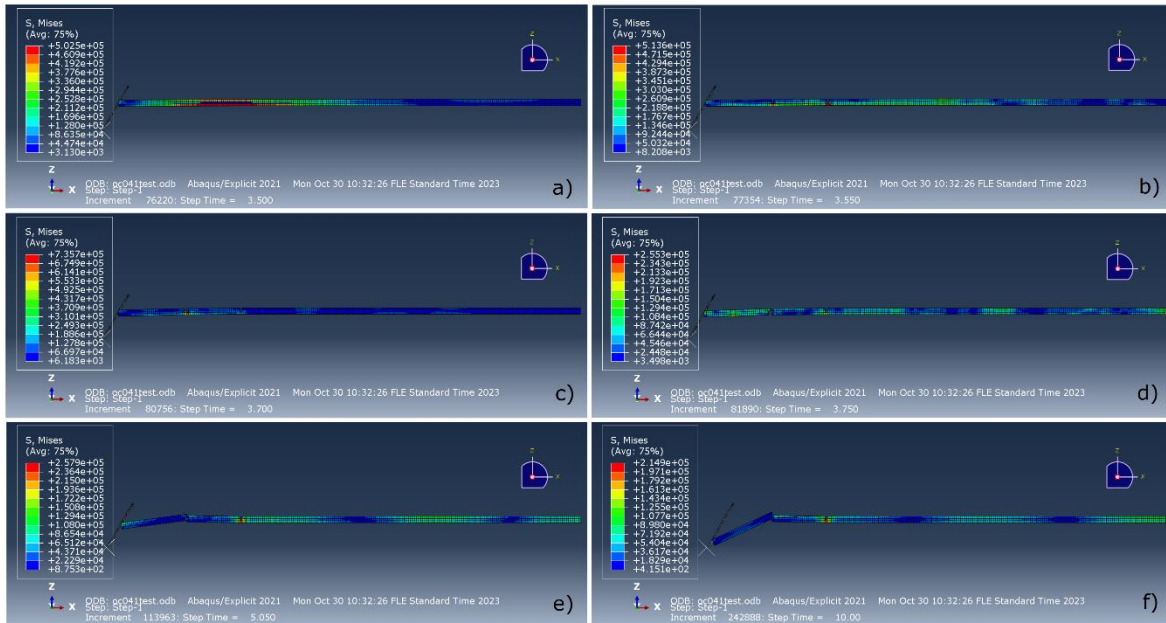 S, Mises
(Avg: 75%)
+5.025e+05
+4.609e+05
+4.192e+05
+3.776e+05
+3.360e+05
+2.944e+05
+2.528e+05
+2.112e+05
+1.696e+05
+1.280e+05
+8.635e+04
+4.474e+04
+3.130e+03
z
x
Z
X
ODB: oc041test.odb Abaqus/Explicit 2021 Mon Oct 30 10:32:26 FLE Standard Time 2023
Step: Step-1
Increment 76220: Step Time = 3.500
a)
S, Mises
(Avg: 75%)
+5.136e+05
+4.715e+05
+4.294e+05
+3.873e+05
+3.451e+05
+3.030e+05
+2.609e+05
+2.188e+05
+1.767e+05
+1.346e+05
+9.244e+04
+5.032e+04
+8.208e+03
z
x
Z
X
ODB: oc041test.odb Abaqus/Explicit 2021 Mon Oct 30 10:32:26 FLE Standard Time 2023
Step: Step-1
Increment 77354: Step Time = 3.550
b)
S, Mises
(Avg: 75%)
+7.357e+05
+6.749e+05
+6.141e+05
+5.533e+05
+4.925e+05
+4.317e+05
+3.709e+05
+3.101e+05
+2.493e+05
+1.886e+05
+1.278e+05
+6.697e+04
+6.183e+03
z
x
Z
X
ODB: oc041test.odb Abaqus/Explicit 2021 Mon Oct 30 10:32:26 FLE Standard Time 2023
Step: Step-1
Increment 80756: Step Time = 3.700
c)
S, Mises
(Avg: 75%)
+2.553e+05
+2.343e+05
+2.133e+05
+1.923e+05
+1.713e+05
+1.504e+05
+1.294e+05
+1.084e+05
+8.742e+04
+6.644e+04
+4.546e+04
+2.448e+04
+3.498e+03
z
x
Z
X
ODB: oc041test.odb Abaqus/Explicit 2021 Mon Oct 30 10:32:26 FLE Standard Time 2023
Step: Step-1
Increment 81890: Step Time = 3.750
d)
S, Mises
(Avg: 75%)
+2.579e+05
+2.364e+05
+2.150e+05
+1.936e+05
+1.722e+05
+1.508e+05
+1.294e+05
+1.080e+05
+8.654e+04
+6.512e+04
+4.371e+04
+2.229e+04
+8.753e+02
z
x
Z
X
ODB: oc041test.odb Abaqus/Explicit 2021 Mon Oct 30 10:32:26 FLE Standard Time 2023
Step: Step-1
Increment 113963: Step Time = 5.050
e)
S, Mises
(Avg: 75%)
+2.149e+05
+1.971e+05
+1.792e+05
+1.613e+05
+1.434e+05
+1.255e+05
+1.077e+05
+8.980e+04
+7.192e+04
+5.404e+04
+3.617e+04
+1.829e+04
+4.151e+02
z
x
Z
X
ODB: oc041test.odb Abaqus/Explicit 2021 Mon Oct 30 10:32:26 FLE Standard Time 2023
Step: Step-1
Increment 242888: Step Time = 10.00
f)